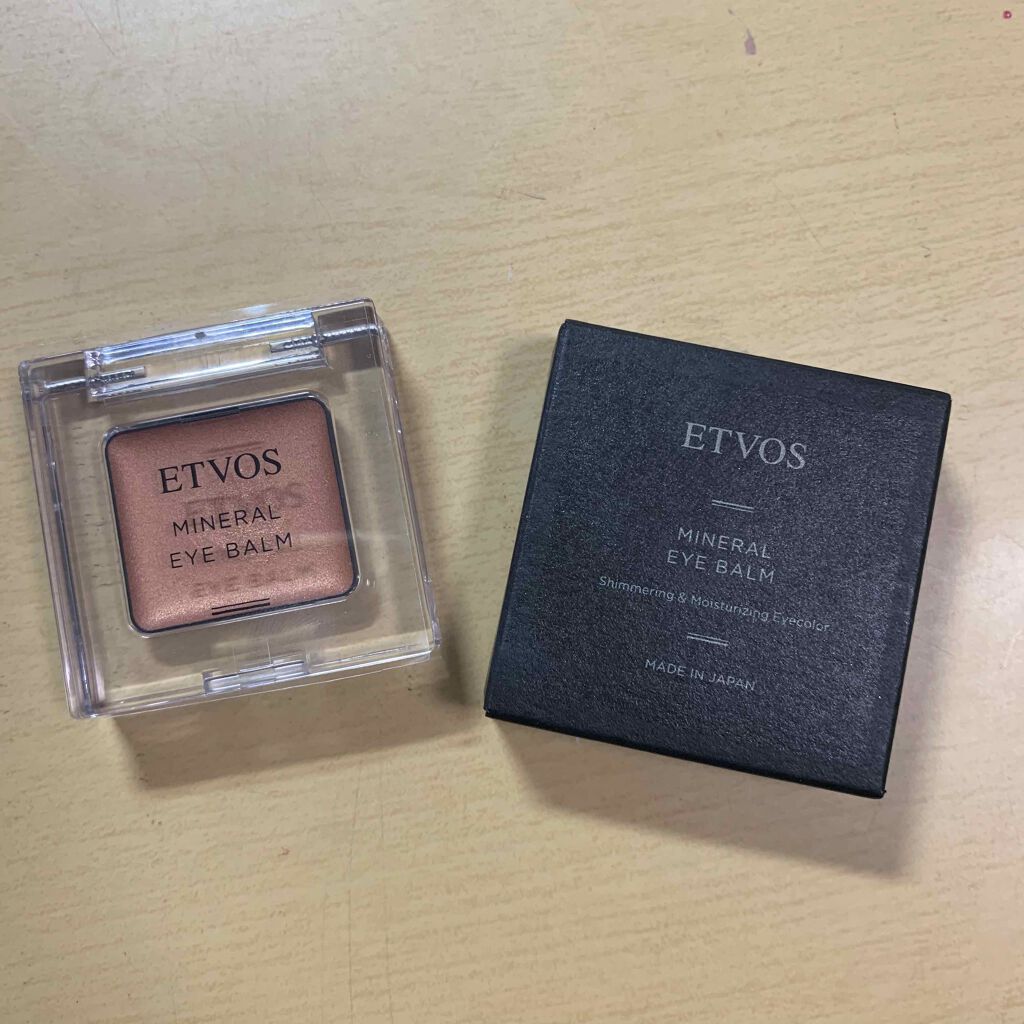 ETVOS
MINERAL
EYE BALM
ETVOS
MINERAL
EYE BALM
Shimmering & Moisturizing Eyecolor
MADE IN JAPAN